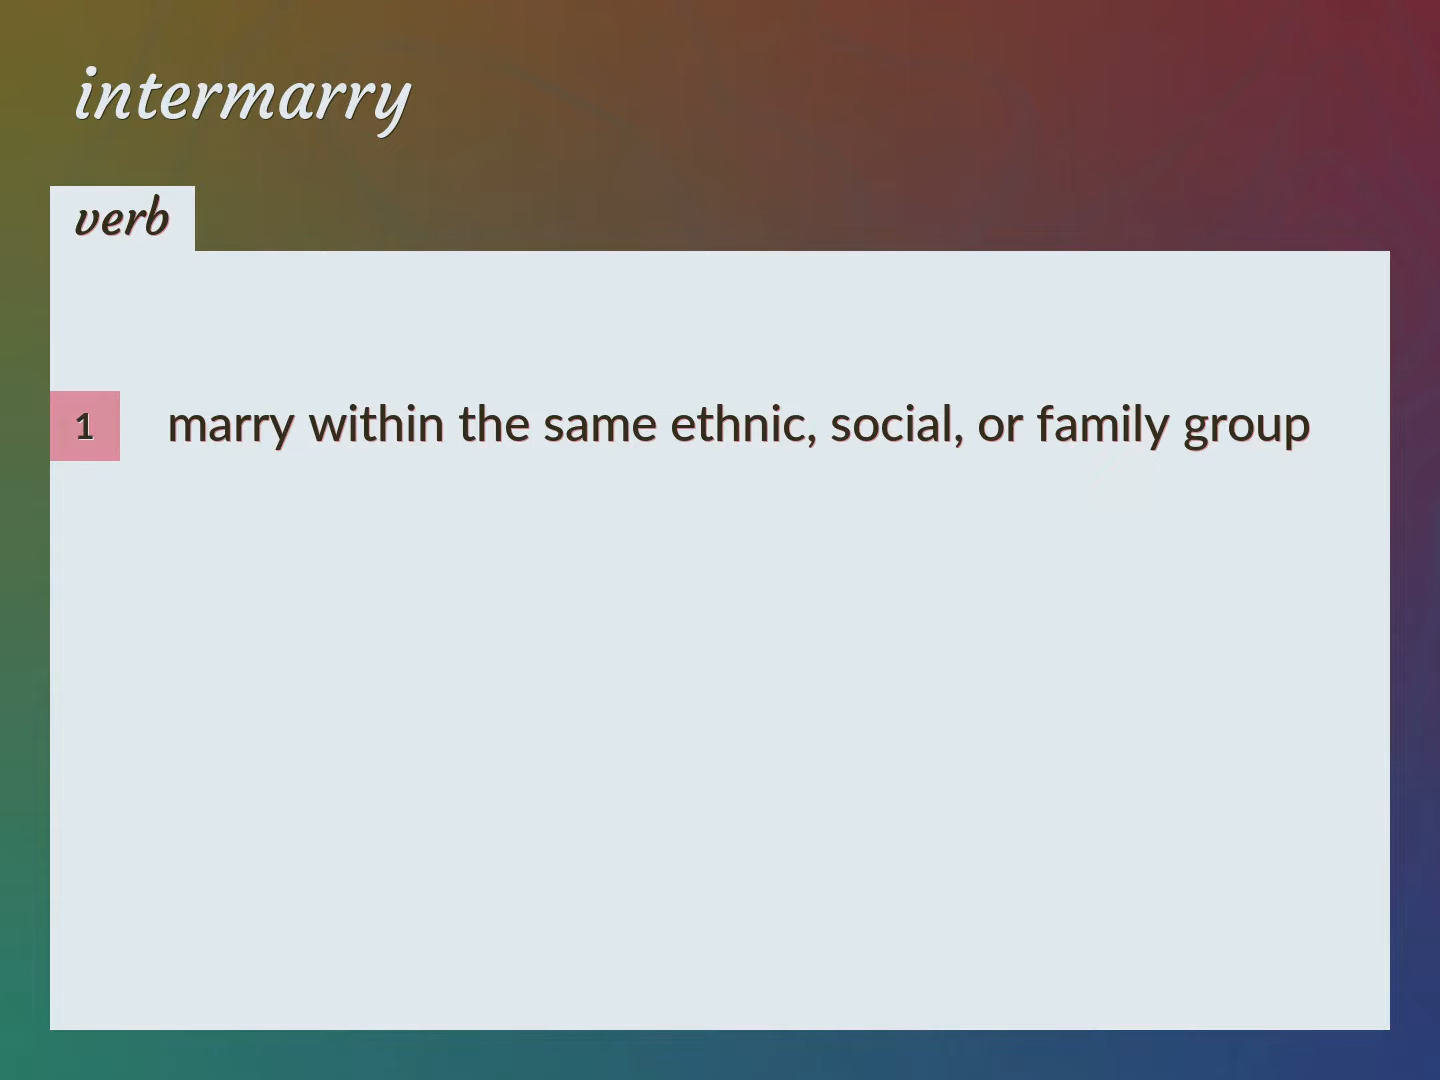 intermarry
verb
1 marry within the same ethnic, social, or family group